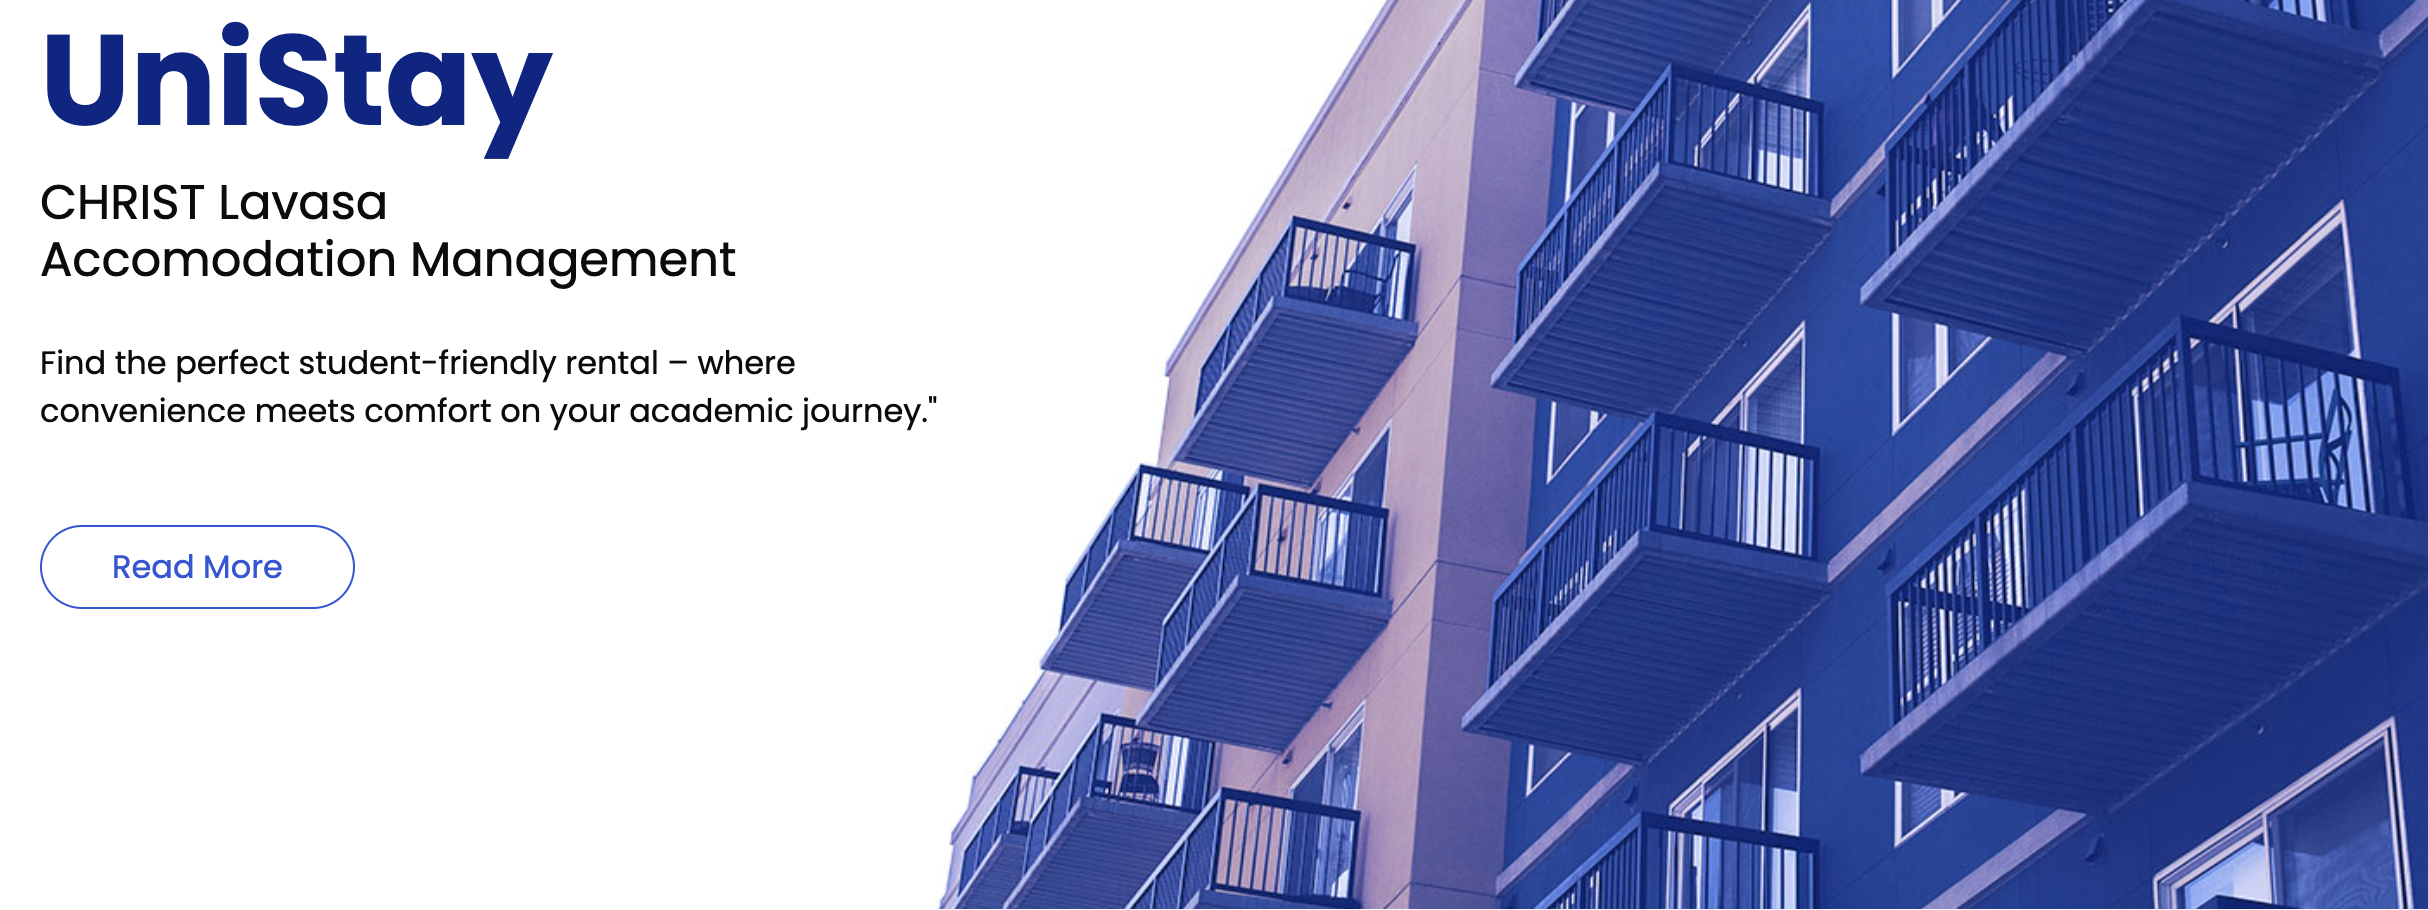 UniStay
CHRIST Lavasa
Accomodation Management
Find the perfect student-friendly rental – where
convenience meets comfort on your academic journey."
Read More